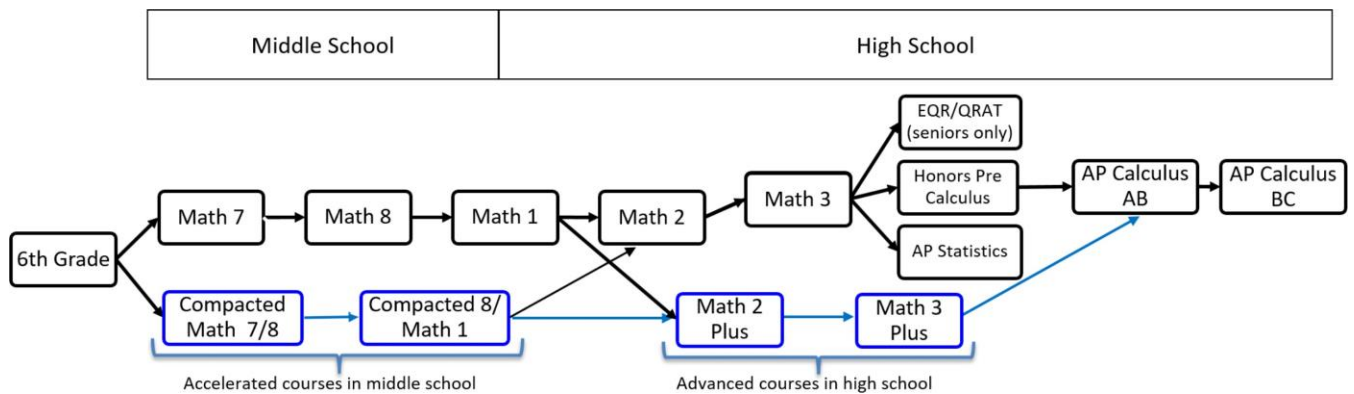 Middle School
High School
EQR/QRAT
(seniors only)
Math 7
Math 8
Math 1
Math 2
Math 3
Honors Pre
Calculus
AP Calculus
AB
AP Calculus
BC
6th Grade
AP Statistics
Compacted
Math 7/8
Compacted 8/
Math 1
Math 2
Plus
Math 3
Plus
Accelerated courses in middle school
Advanced courses in high school